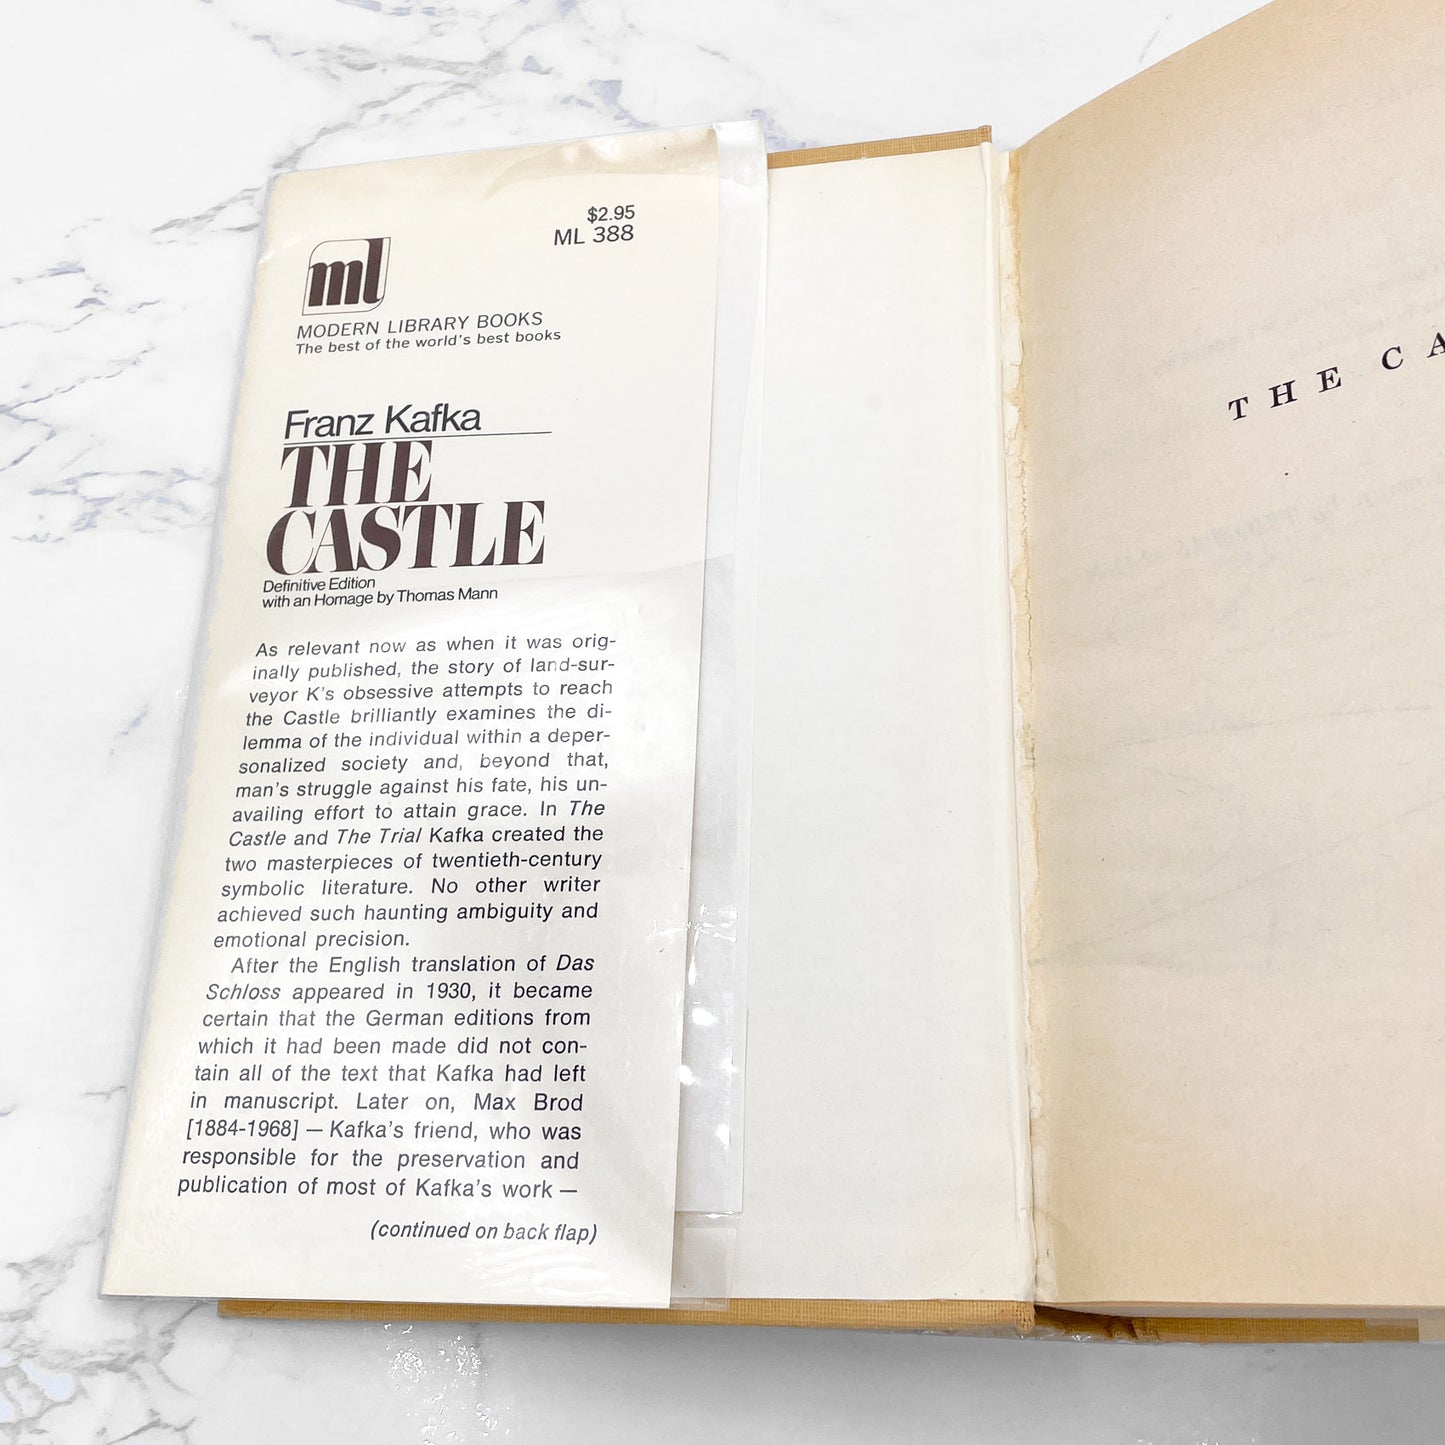 $2.95
ML 388
ml
MODERN LIBRARY BOOKS
The best of the world's best books
Franz Kafka
THE
CASTLE
Definitive Edition
with an Homage by Thomas Mann
As relevant now as when it was orig-
inally published, the story of land-sur-
veyor K's obsessive attempts to reach
the Castle brilliantly examines the di-
lemma of the individual within a deper-
sonalized society and, beyond that,
man's struggle against his fate, his un-
availing effort to attain grace. In The
Castle and The Trial Kafka created the
two masterpieces of twentieth-century
symbolic literature. No other writer
achieved such haunting ambiguity and
emotional precision.
After the English translation of Das
Schloss appeared in 1930, it became
certain that the German editions from
which it had been made did not con-
tain all of the text that Kafka had left
in manuscript. Later on, Max Brod
[1884-1968] — Kafka's friend, who was
responsible for the preservation and
publication of most of Kafka's work —
(continued on back flap)
THE CA